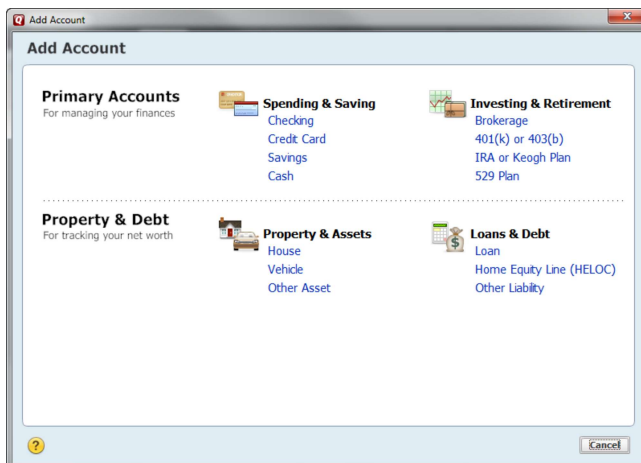 Add Account
Add Account
Primary Accounts
For managing your finances
Spending & Saving
Checking
Credit Card
Savings
Cash
Investing & Retirement
Brokerage
401(k) or 403(b)
IRA or Keogh Plan
529 Plan
Property & Debt
For tracking your net worth
Property & Assets
House
Vehicle
Other Asset
Loans & Debt
Loan
Home Equity Line (HELOC)
Other Liability
?
Cancel